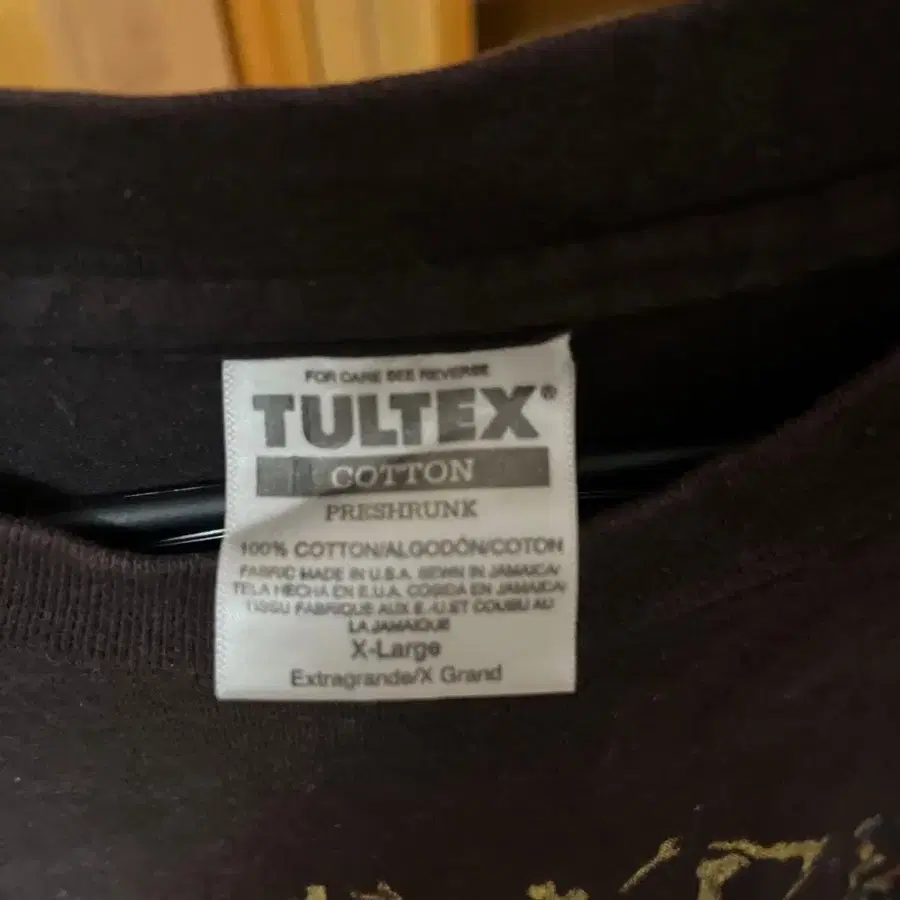 FOR CARE SEE REVERSE
TULTEX®
COTTON
PRESHRUNK
100% COTTON/ALGODÓN/COTON
FABRIC MADE IN U.S.A. SEWN IN JAMAICA/
TELA HECHA EN E.U.A. COSIDA EN JAMAICA/
TISSU FABRIQUE AUX E.-U ET COUSU AU
LA JAMAIQUE
X-Large
Extragrande/X Grand